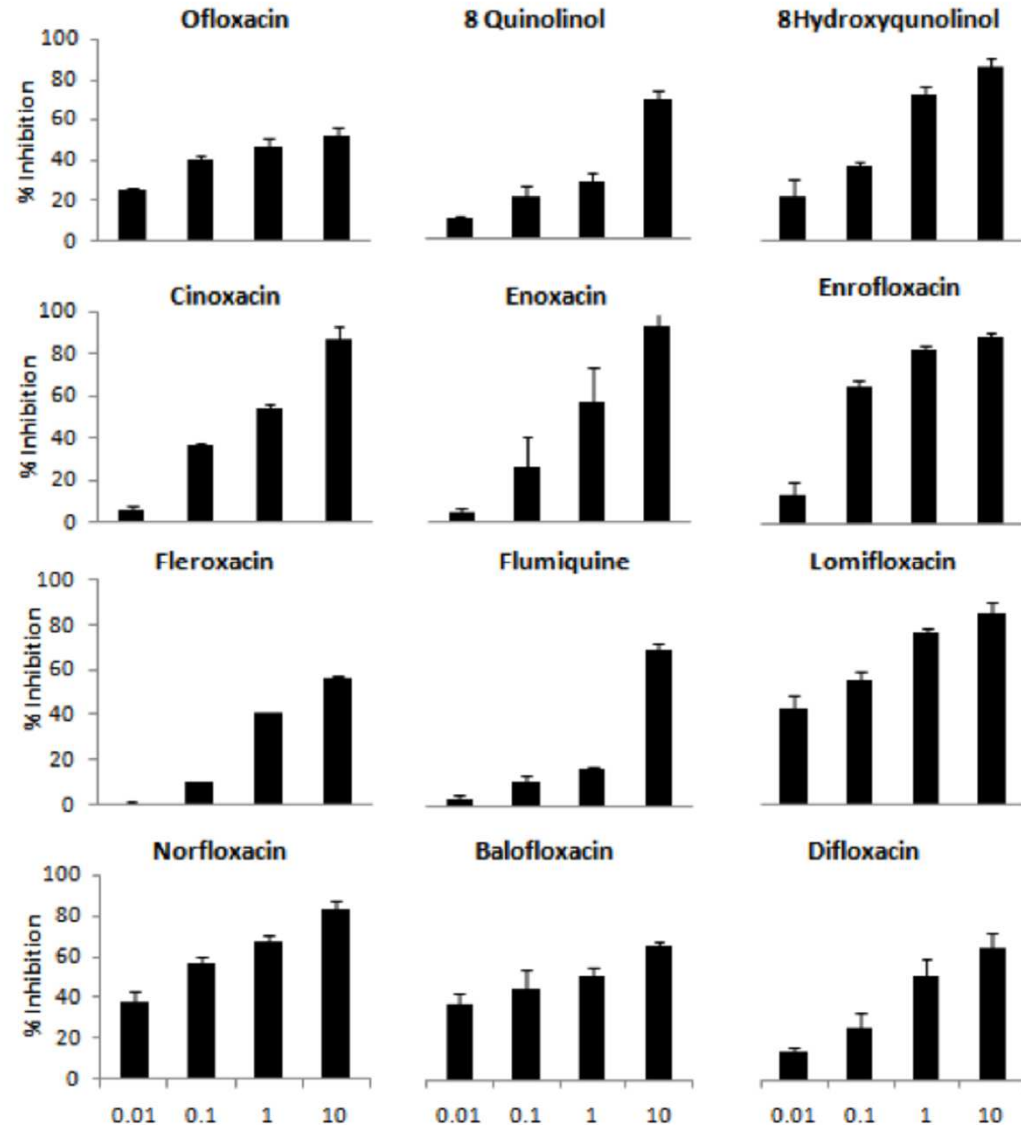 Ofloxacin 8 Quinolinol 8Hydroxyqunolinol
100
80
60
40
20
0
% Inhibition
Cinoxacin Enoxacin Enrofloxacin
100
80
60
40
20
0
% Inhibition
Fleroxacin Flumiquine Lomifloxacin
100
80
60
40
20
0
% Inhibition
Norfloxacin Balofloxacin Difloxacin
100
80
60
40
20
0
% Inhibition
0.01 0.1 1 10 0.01 0.1 1 10 0.01 0.1 1 10